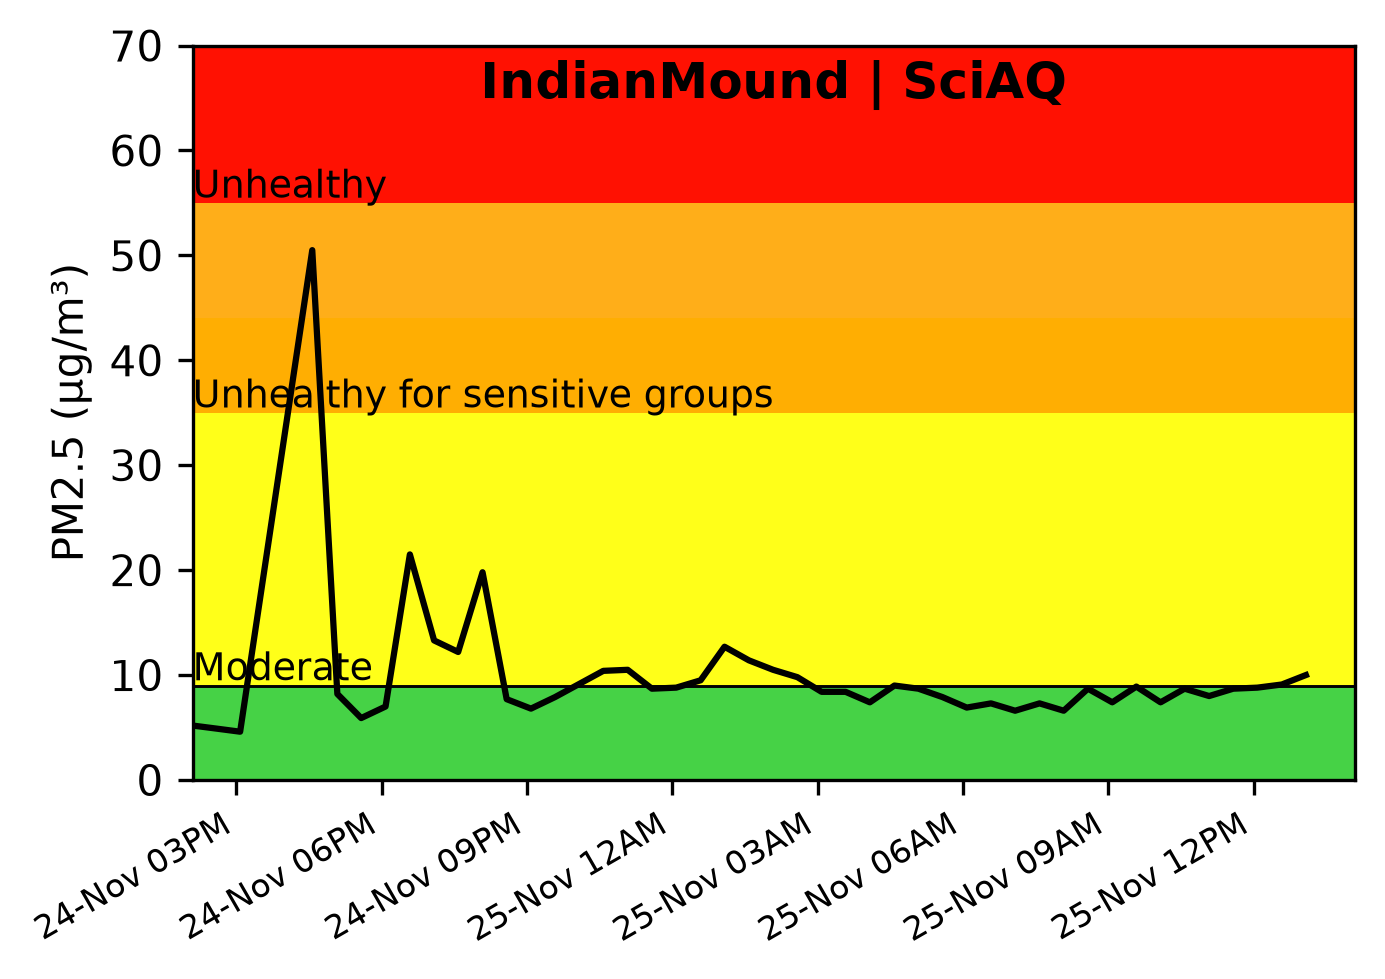 IndianMound | SciAQ
70
60
Unhealthy
50
40
Unhealthy for sensitive groups
30
20
Moderate
10
0
PM2.5 (µg/m³)
24-Nov 03PM
24-Nov 06PM
24-Nov 09PM
25-Nov 12AM
25-Nov 03AM
25-Nov 06AM
25-Nov 09AM
25-Nov 12PM